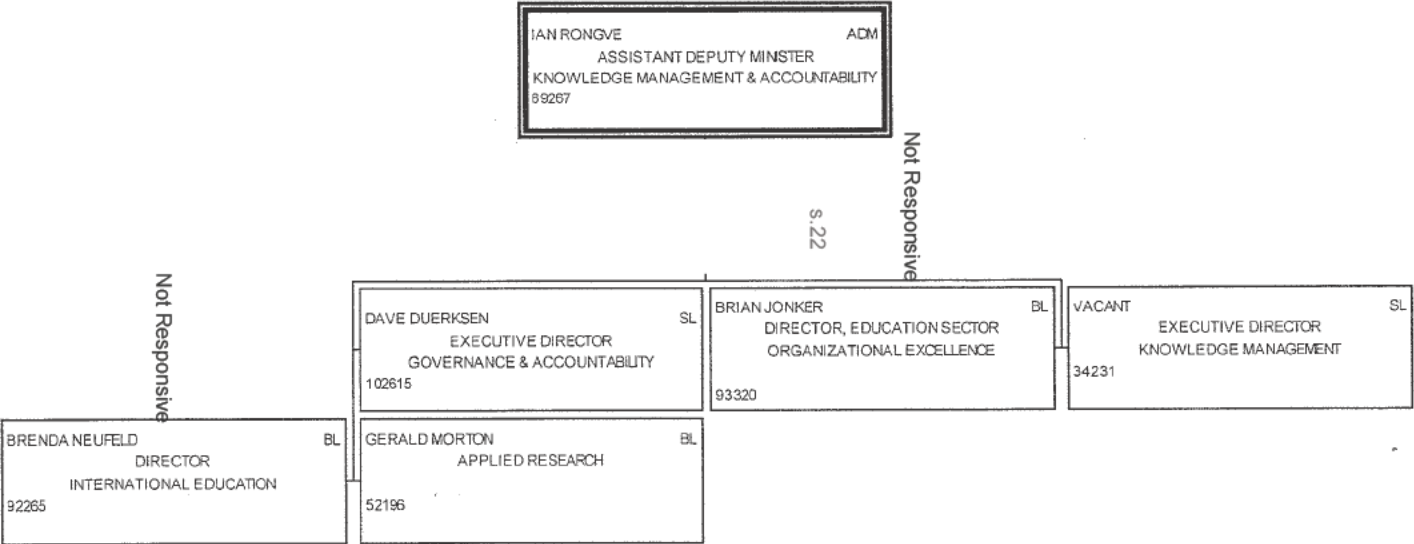 IAN RONGVE ADM
ASSISTANT DEPUTY MINISTER
KNOWLEDGE MANAGEMENT & ACCOUNTABILITY
89267
Not Responsive
s.22
Not Responsive
DAVE DUERKSEN SL
EXECUTIVE DIRECTOR
GOVERNANCE & ACCOUNTABILITY
102615
BRIAN JONKER BL
DIRECTOR, EDUCATION SECTOR
ORGANIZATIONAL EXCELLENCE
93320
VACANT SL
EXECUTIVE DIRECTOR
KNOWLEDGE MANAGEMENT
34231
BRENDA NEUFELD BL
DIRECTOR
INTERNATIONAL EDUCATION
92265
GERALD MORTON BL
APPLIED RESEARCH
52196